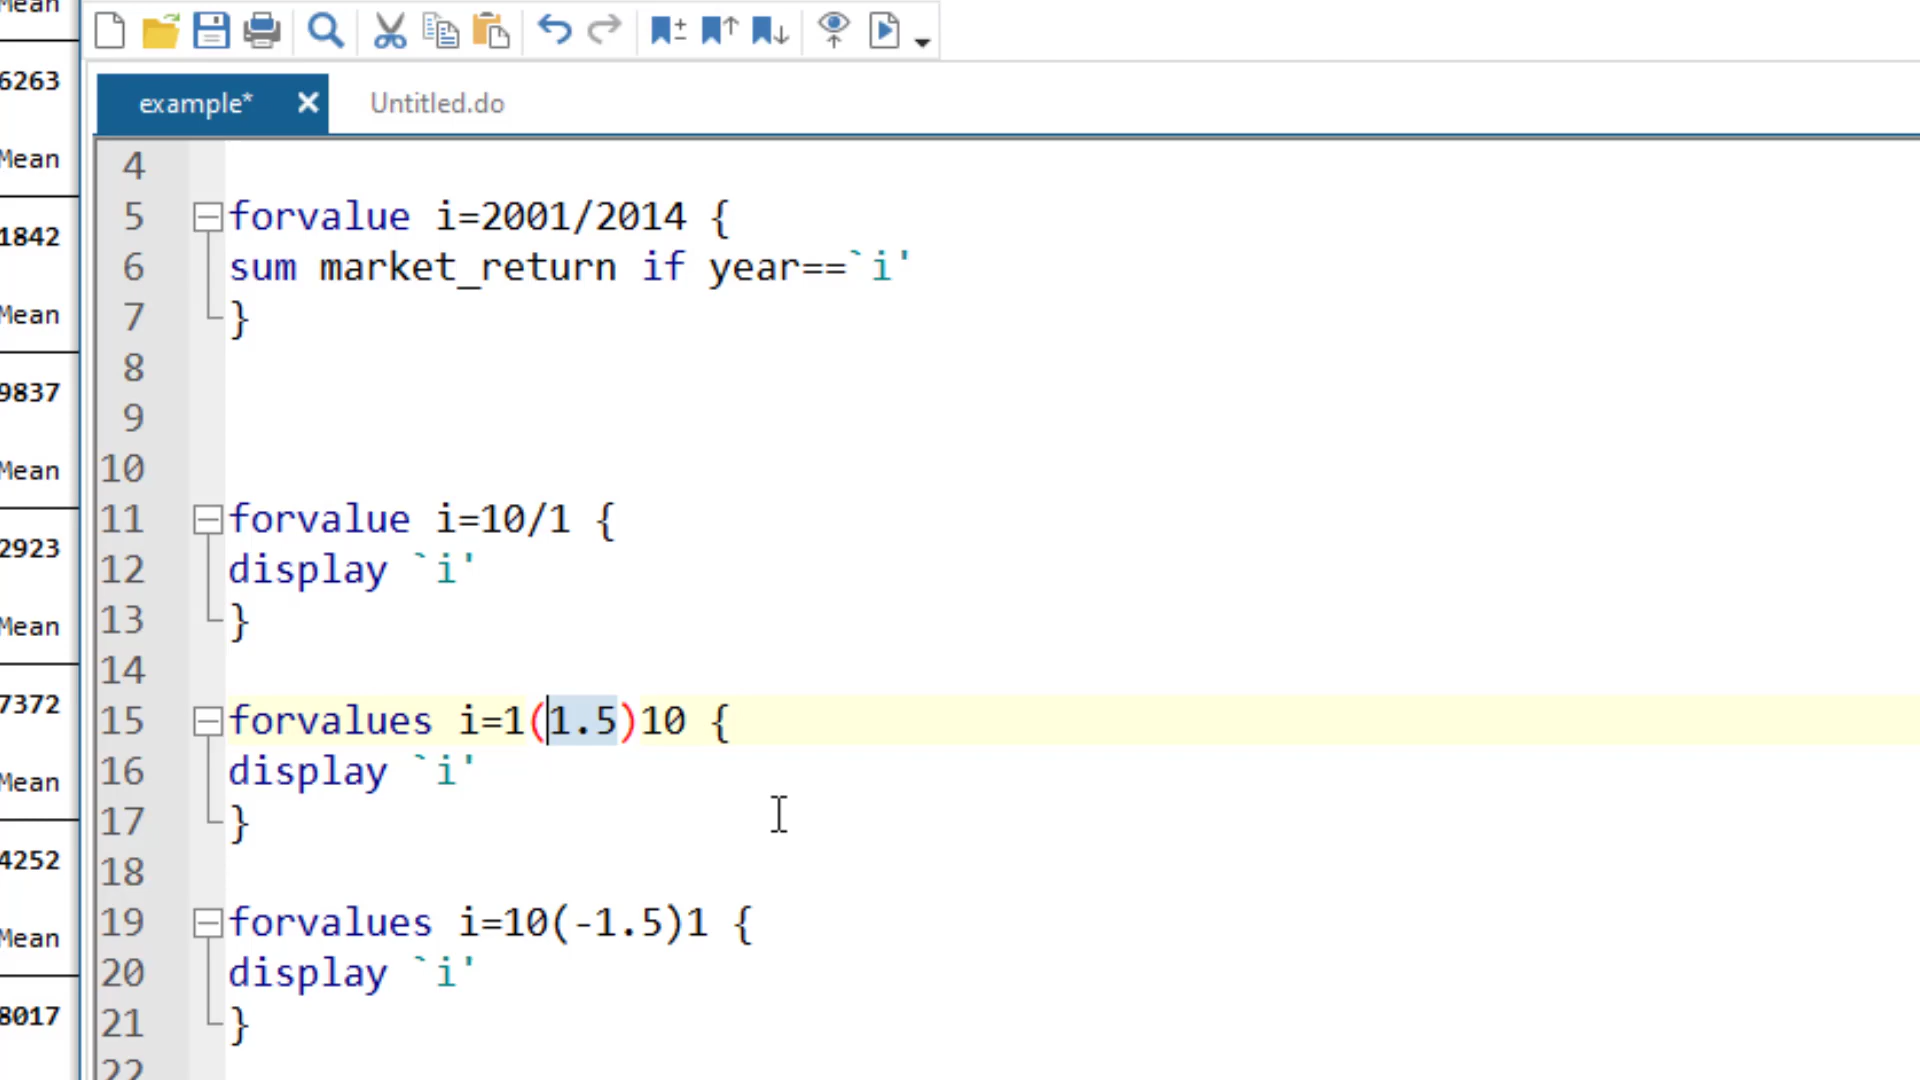 Mean
6263
Mean
1842
Mean
9837
Mean
2923
Mean
7372
Mean
4252
Mean
8017
example*
Untitled.do
4
5 forvalue i=2001/2014 {
6 sum market_return if year==`i'
7 }
8
9
10
11 forvalue i=10/1 {
12 display `i'
13 }
14
15 forvalues i=1(1.5)10 {
16 display `i'
17 }
18
19 forvalues i=10(-1.5)1 {
20 display `i'
21 }
22